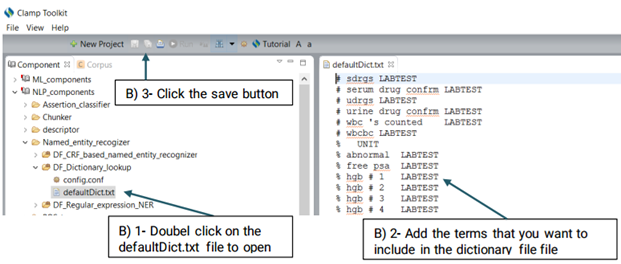 Clamp Toolkit
File View Help
New Project Run Tutorial A a
Component Corpus
ML_components
NLP_components
Assertion_classifier
Chunker
descriptor
Named_entity_recogizer
DF_CRF_based_named_entity_recognizer
DF_Dictionary_lookup
config.conf
defaultDict.txt
DF_Regular_expression_NER
B) 3- Click the save button
B) 1- Doubel click on the
defaultDict.txt file to open
defaultDict.txt
# sdrgs LABTEST
# serum drug confrm LABTEST
# udrgs LABTEST
# urine drug confrm LABTEST
# wbc 's counted LABTEST
# wbcbc LABTEST
% UNIT
% abnormal LABTEST
% free psa LABTEST
% hgb # 1 LABTEST
% hgb # 2 LABTEST
% hgb # 3 LABTEST
% hgb # 4 LABTEST
B) 2- Add the terms that you want to
include in the dictionary file file